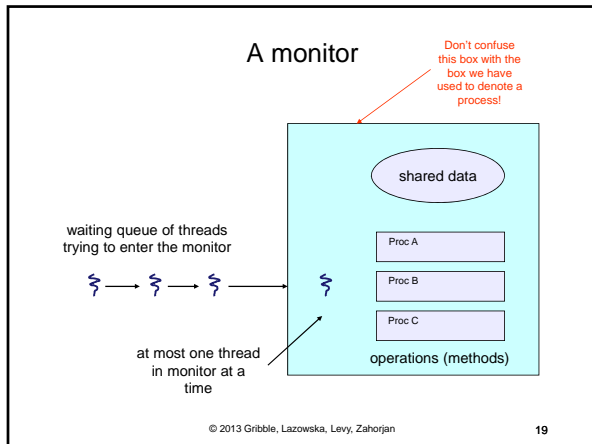 A monitor
Don't confuse
this box with the
box we have
used to denote a
process!
shared data
waiting queue of threads
trying to enter the monitor
Proc A
Proc B
Proc C
at most one thread
in monitor at a
time
operations (methods)
© 2013 Gribble, Lazowska, Levy, Zahorjan
19